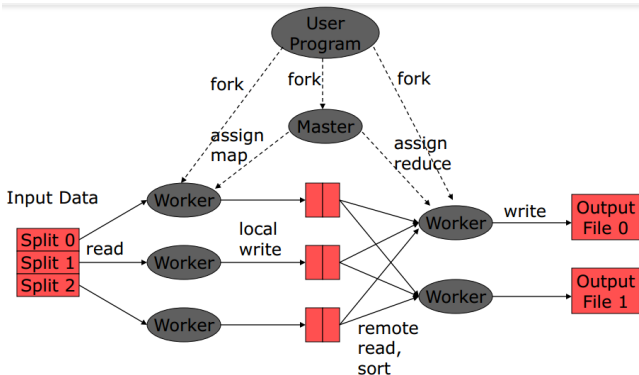 User
Program
fork
fork
fork
Master
assign
map
assign
reduce
Input Data
Worker
Worker
write
Output
File 0
Split 0
read
Split 1
Split 2
local
write
Worker
Worker
Output
File 1
Worker
remote
read,
sort